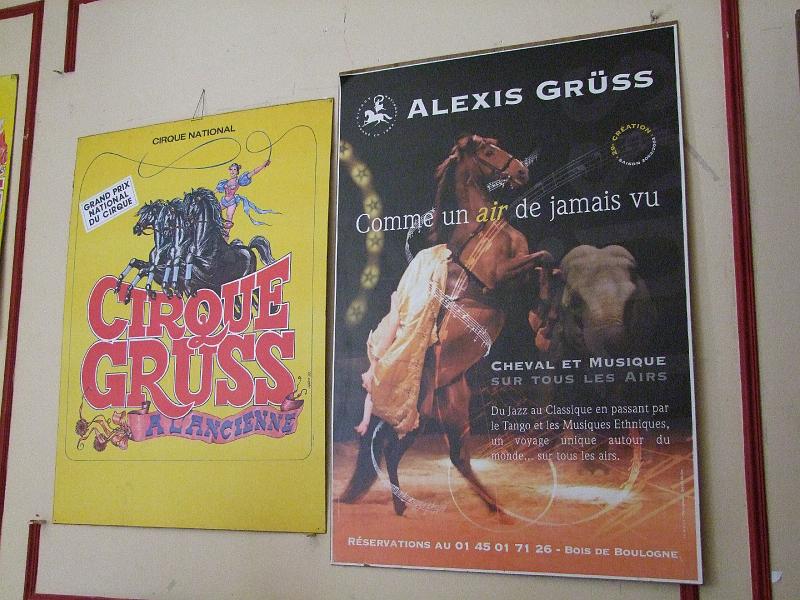 CIRQUE NATIONAL
GRAND PRIX
NATIONAL
DU CIRQUE
CIRQUE
GRÜSS
A L'ANCIENNE
ALEXIS GRÜSS
Comme un air de jamais vu
CHEVAL ET MUSIQUE
SUR TOUS LES AIRS
Du Jazz au Classique en passant par
le Tango et les Musiques Ethniques,
un voyage unique autour du
monde... sur tous les airs.
RÉSERVATIONS AU 01 45 01 71 26 - BOIS DE BOULOGNE